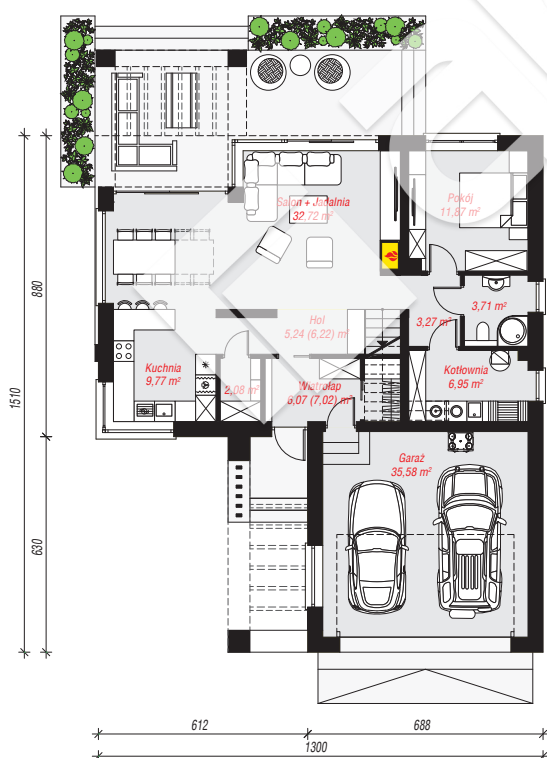 Salon + Jadalnia
32,72 m²
Pokój
11,87 m²
880
1510
3,71 m²
3,27 m²
Hol
5,24 (6,22) m²
Kuchnia
9,77 m²
2,08 m²
Wiatrołap
6,07 (7,02) m²
Kotłownia
6,95 m²
Garaż
35,58 m²
630
612
688
1300